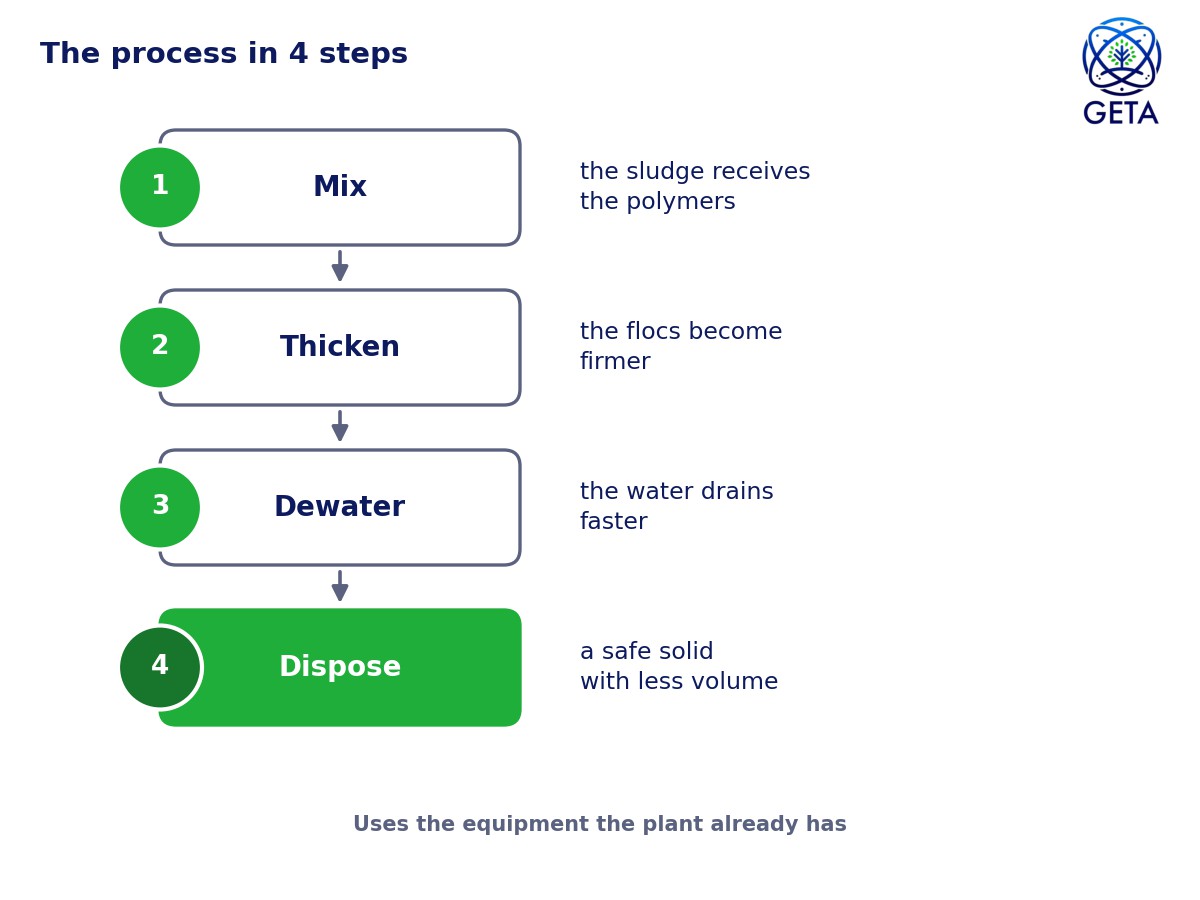 The process in 4 steps
GETA
1
Mix
the sludge receives
the polymers
2
Thicken
the flocs become
firmer
3
Dewater
the water drains
faster
4
Dispose
a safe solid
with less volume
Uses the equipment the plant already has